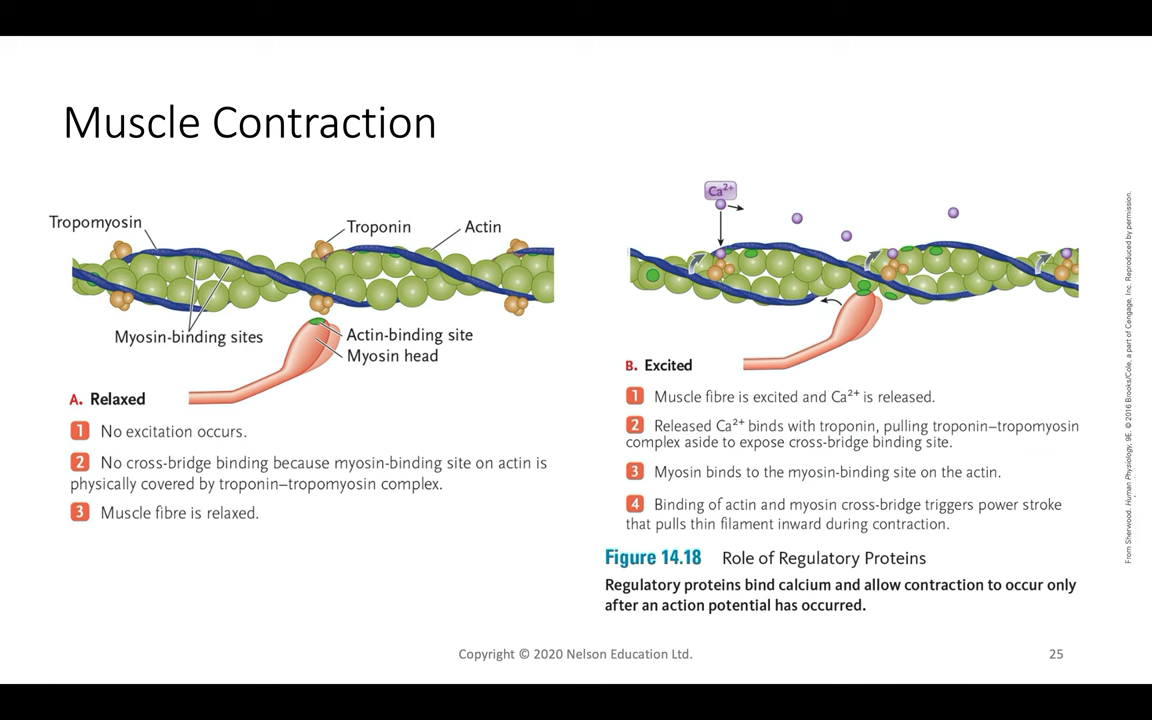 Muscle Contraction
Tropomyosin
Troponin
Actin
Myosin-binding sites
Actin-binding site
Myosin head
A. Relaxed
1 No excitation occurs.
2 No cross-bridge binding because myosin-binding site on actin is
physically covered by troponin–tropomyosin complex.
3 Muscle fibre is relaxed.
Ca²⁺
B. Excited
1 Muscle fibre is excited and Ca²⁺ is released.
2 Released Ca²⁺ binds with troponin, pulling troponin–tropomyosin
complex aside to expose cross-bridge binding site.
3 Myosin binds to the myosin-binding site on the actin.
4 Binding of actin and myosin cross-bridge triggers power stroke
that pulls thin filament inward during contraction.
Figure 14.18 Role of Regulatory Proteins
Regulatory proteins bind calcium and allow contraction to occur only
after an action potential has occurred.
From Sherwood. Human Physiology, 9E. © 2016 Brooks/Cole, a part of Cengage, Inc. Reproduced by permission.
Copyright © 2020 Nelson Education Ltd.
25